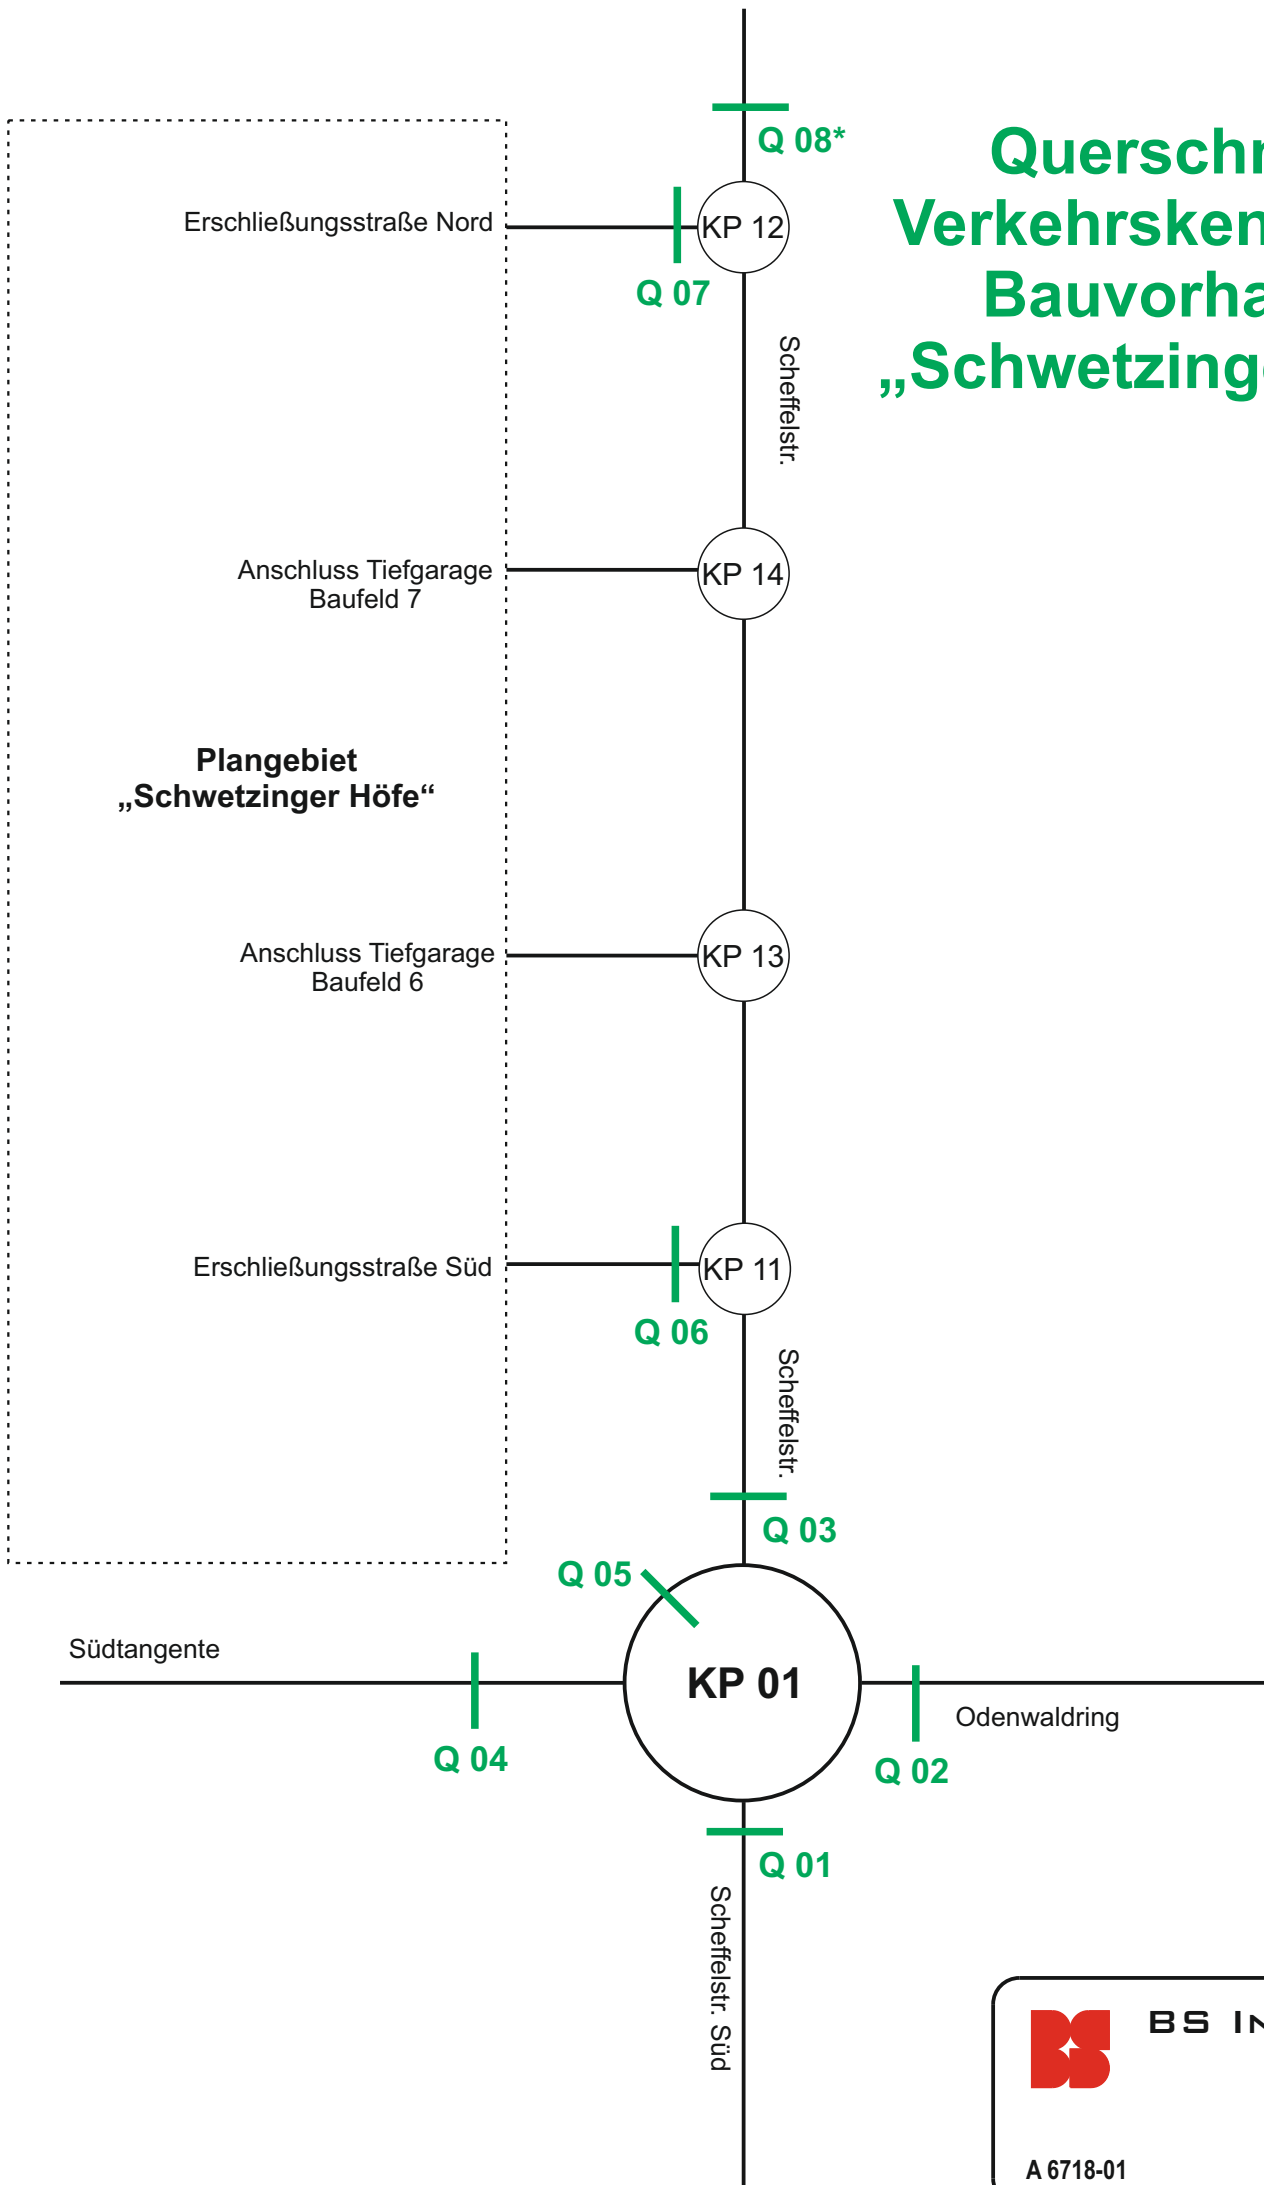 Q 08*
Querschn
Verkehrsken
Bauvorha
„Schwetzinge
Erschließungsstraße Nord
KP 12
Q 07
Scheffelstr.
Anschluss Tiefgarage
Baufeld 7
KP 14
Plangebiet
„Schwetzinger Höfe“
Anschluss Tiefgarage
Baufeld 6
KP 13
Erschließungsstraße Süd
KP 11
Q 06
Scheffelstr.
Q 03
Q 05
Südtangente
KP 01
Odenwaldring
Q 04
Q 02
Q 01
Scheffelstr. Süd
BS IN
A 6718-01